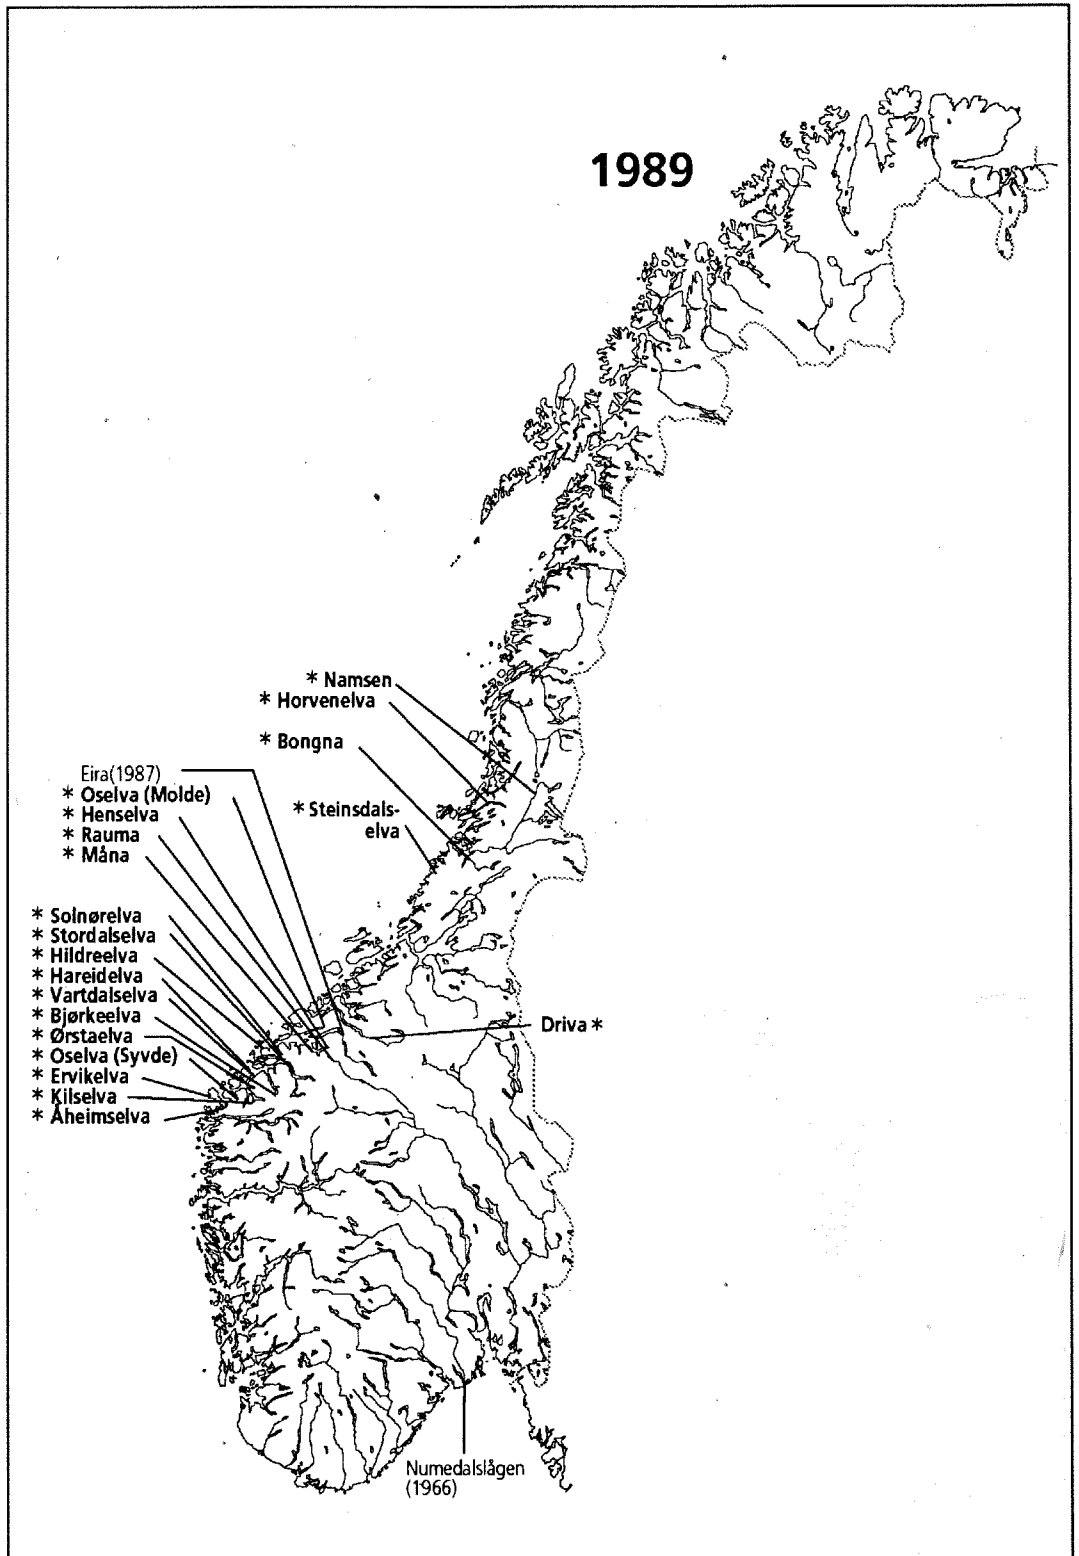 1989
* Namsen
* Horvenelva
* Bongna
Eira(1987)
* Oselva (Molde)
* Henselva
* Rauma
* Måna
* Steinsdals-
elva
* Solnørelva
* Stordalselva
* Hildreelva
* Hareidelva
* Vartdalselva
* Bjørkeelva
* Ørstaelva
* Oselva (Syvde)
* Ervikelva
* Kilselva
* Åheimselva
Driva *
Numedalslågen
(1966)